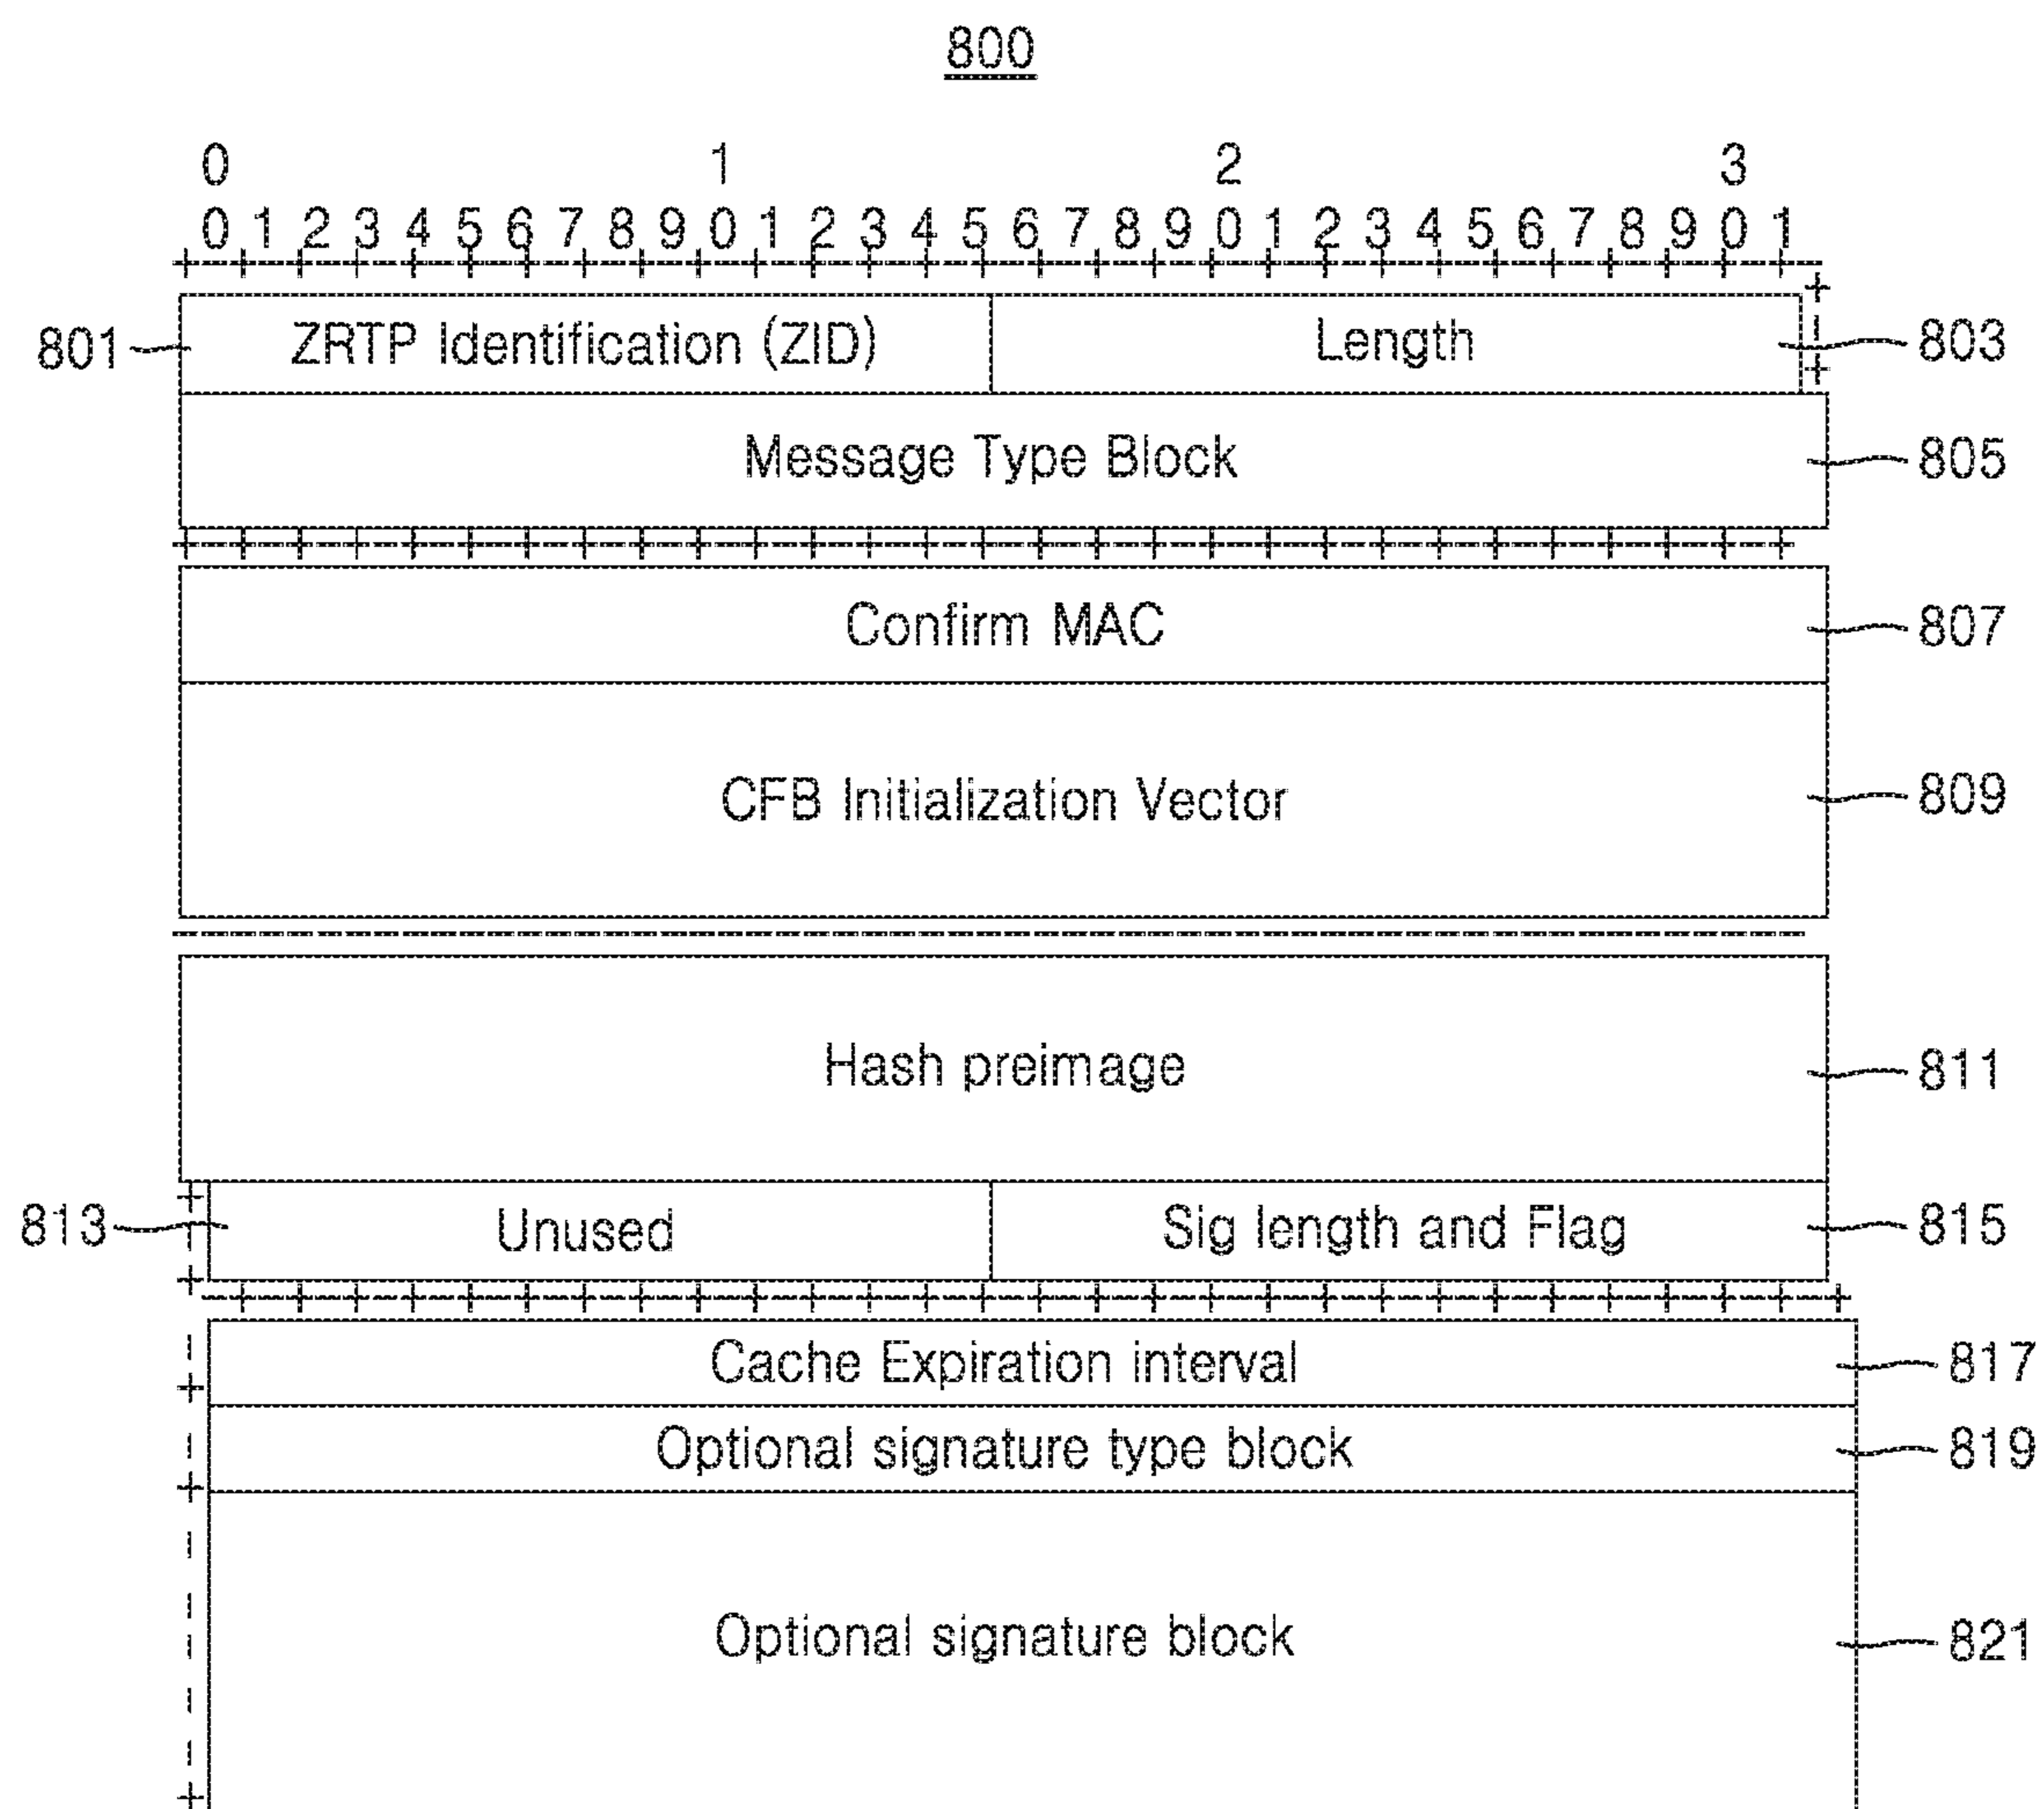 800
0 1 2 3
0 1 2 3 4 5 6 7 8 9 0 1 2 3 4 5 6 7 8 9 0 1 2 3 4 5 6 7 8 9 0 1
801 ZRTP Identification (ZID) Length 803
Message Type Block 805
Confirm MAC 807
CFB Initialization Vector 809
Hash preimage 811
813 Unused Sig length and Flag 815
Cache Expiration interval 817
Optional signature type block 819
Optional signature block 821